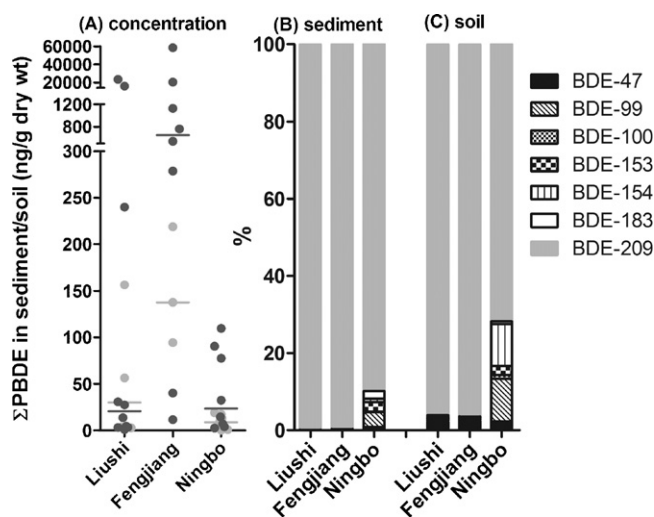 (A) concentration
(B) sediment
(C) soil
ΣPBDE in sediment/soil (ng/g dry wt)
60000
40000
20000
1200
800
300
250
200
150
100
50
0
Liushi
Fengjiang
Ningbo
%
100
80
60
40
20
0
Liushi
Fengjiang
Ningbo
Liushi
Fengjiang
Ningbo
BDE-47
BDE-99
BDE-100
BDE-153
BDE-154
BDE-183
BDE-209